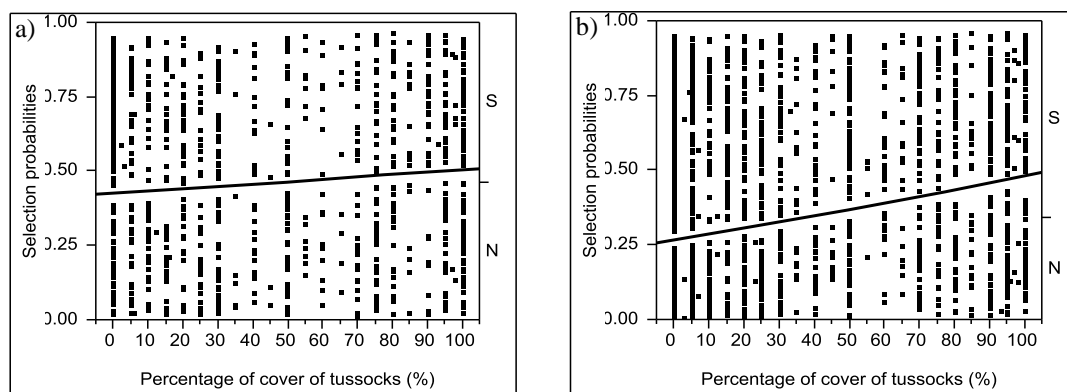 a)
1.00
0.75
0.50
0.25
0.00
Selection probabilities
S
N
0 10 20 30 40 50 60 70 80 90 100
Percentage of cover of tussocks (%)
b)
1.00
0.75
0.50
0.25
0.00
Selection probabilities
S
N
0 10 20 30 40 50 60 70 80 90 100
Percentage of cover of tussocks (%)